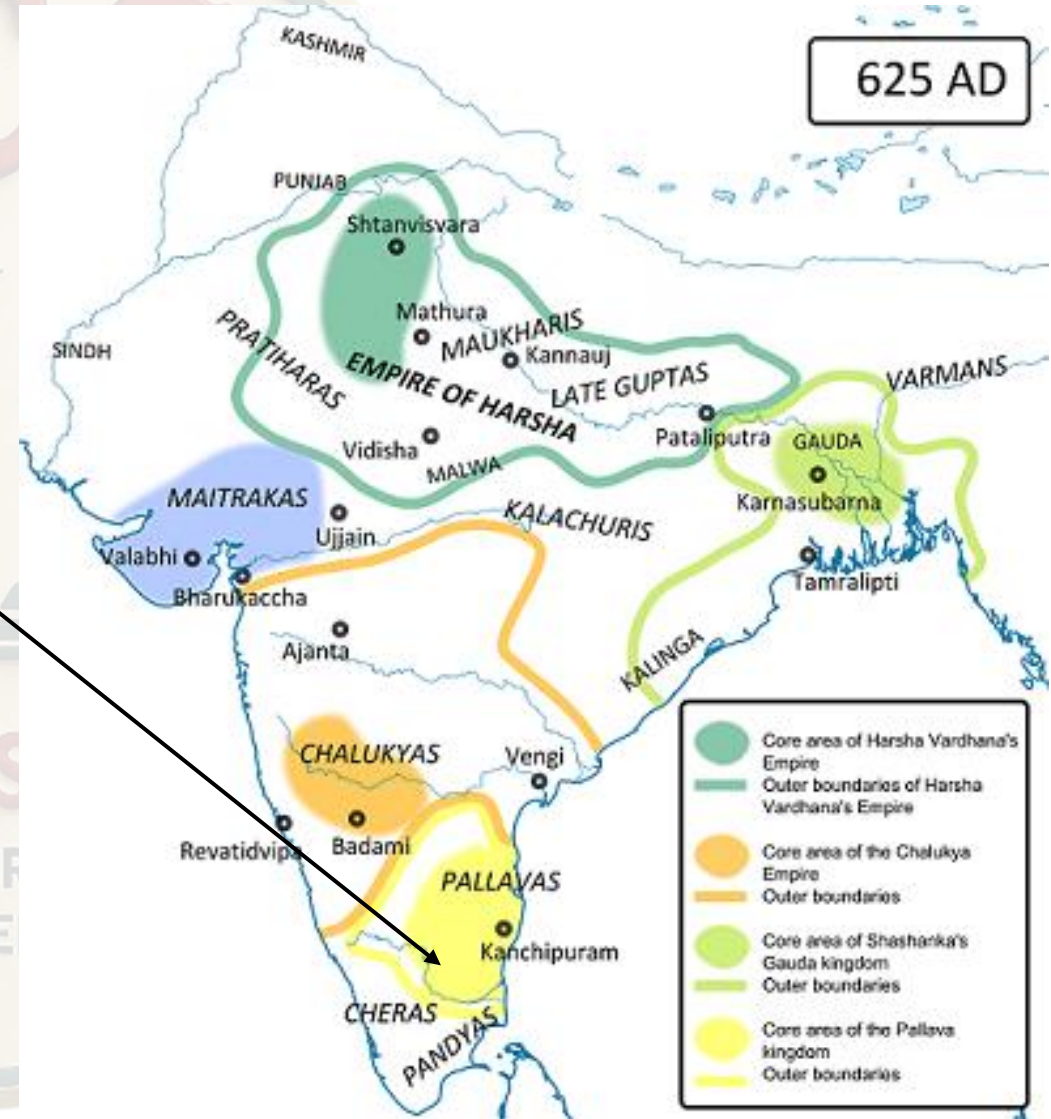 KASHMIR
625 AD
PUNJAB
Shtanvisvara
Mathura
MAUKHARIS
Kannauj
PRATIHARAS
SINDH
EMPIRE OF HARSHA
LATE GUPTAS
VARMANS
Pataliputra
GAUDA
Vidisha
MALWA
Karnasubarna
MAITRAKAS
Ujjain
KALACHURIS
Valabhi
Bharukaccha
Tamralipti
Ajanta
KALINGA
CHALUKYAS
Vengi
Revatidvipa
Badami
PALLAVAS
Kanchipuram
CHERAS
PANDYAS
Core area of Harsha Vardhana's
Empire
Outer boundaries of Harsha
Vardhana's Empire
Core area of the Chalukya
Empire
Outer boundaries
Core area of Shashanka's
Gauda kingdom
Outer boundaries
Core area of the Pallava
kingdom
Outer boundaries